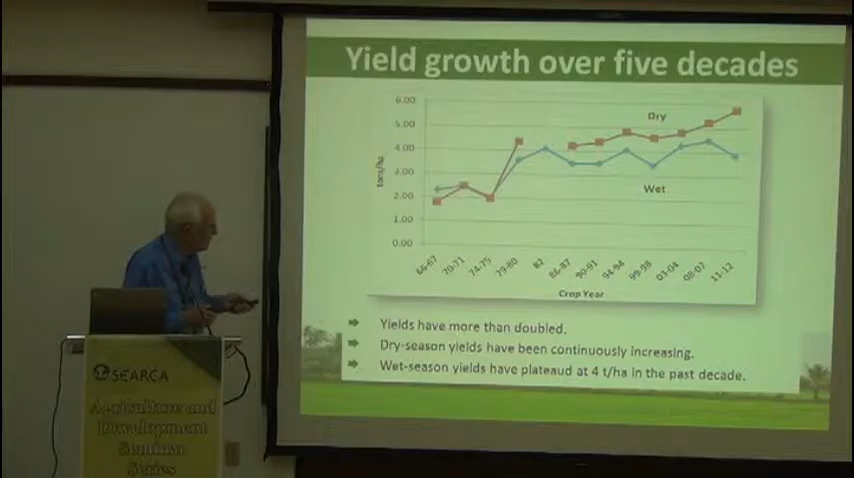 Yield growth over five decades
6.00
5.00
4.00
3.00
2.00
1.00
0.00
tons/ha
Dry
Wet
66-67
70-71
74-75
79-80
82
86-87
90-91
94-94
99-98
03-04
08-07
11-12
Crop Year
Yields have more than doubled.
Dry-season yields have been continuously increasing.
Wet-season yields have plateaud at 4 t/ha in the past decade.
SEARCA
Agriculture and
Development
Seminar
Series